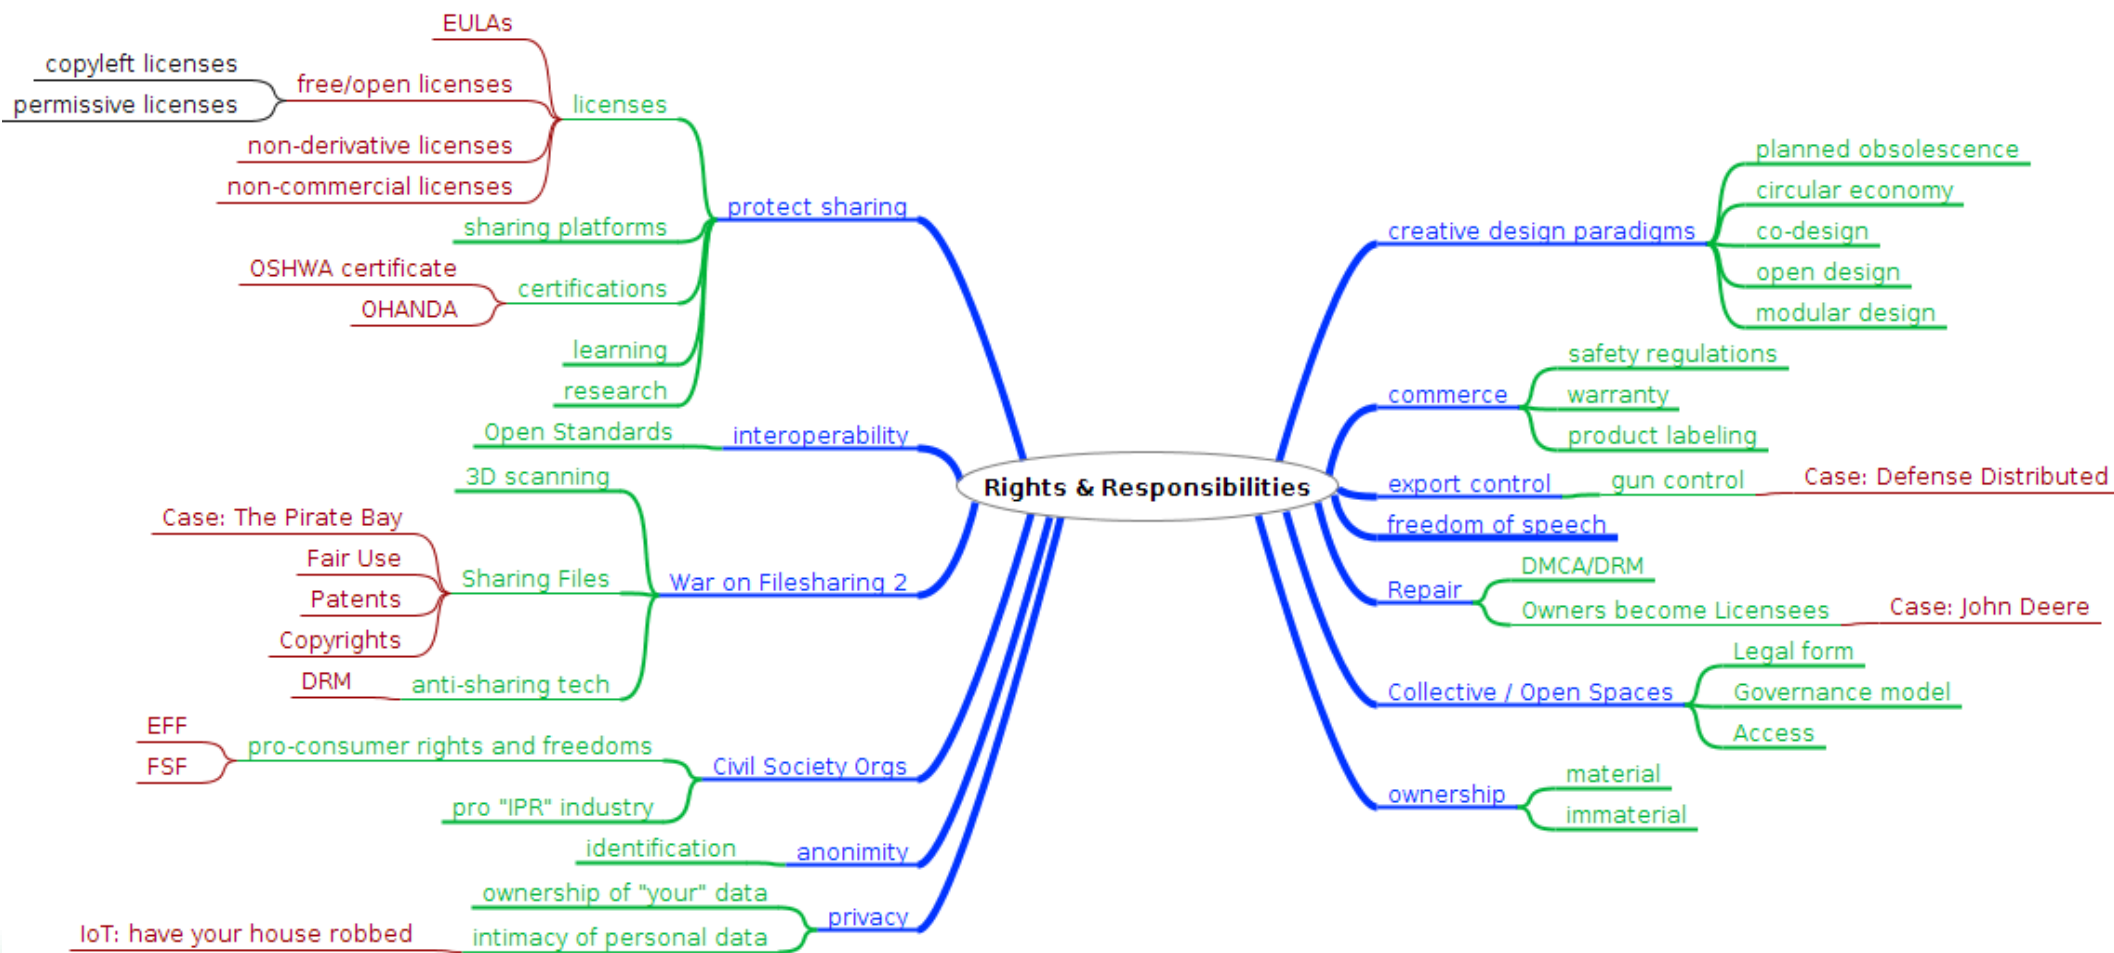 EULAs
copyleft licenses
free/open licenses
permissive licenses
licenses
non-derivative licenses
non-commercial licenses
protect sharing
sharing platforms
OSHWA certificate
certifications
OHANDA
learning
research
Open Standards
interoperability
3D scanning
Case: The Pirate Bay
Fair Use
Sharing Files
War on Filesharing 2
Patents
Copyrights
DRM
anti-sharing tech
EFF
pro-consumer rights and freedoms
FSF
Civil Society Orgs
pro "IPR" industry
identification
anonimity
ownership of "your" data
privacy
IoT: have your house robbed
intimacy of personal data
Rights & Responsibilities
planned obsolescence
circular economy
creative design paradigms
co-design
open design
modular design
safety regulations
commerce
warranty
product labeling
export control
gun control
Case: Defense Distributed
freedom of speech
DMCA/DRM
Repair
Owners become Licensees
Case: John Deere
Legal form
Collective / Open Spaces
Governance model
Access
material
ownership
immaterial